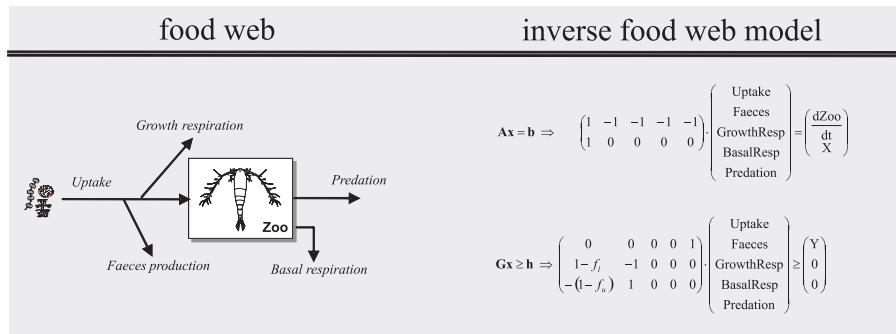 food web
inverse food web model
Growth respiration
Uptake
Predation
Zoo
Faeces production
Basal respiration
Ax = b ⇒ (1 −1 −1 −1 −1
1 0 0 0 0) · (Uptake
Faeces
GrowthResp
BasalResp
Predation) = (dZoo
dt
X)
Gx ≥ h ⇒ (0 0 0 0 1
1−f_l −1 0 0 0
−(1−f_u) 1 0 0 0) · (Uptake
Faeces
GrowthResp
BasalResp
Predation) ≥ (Y
0
0)